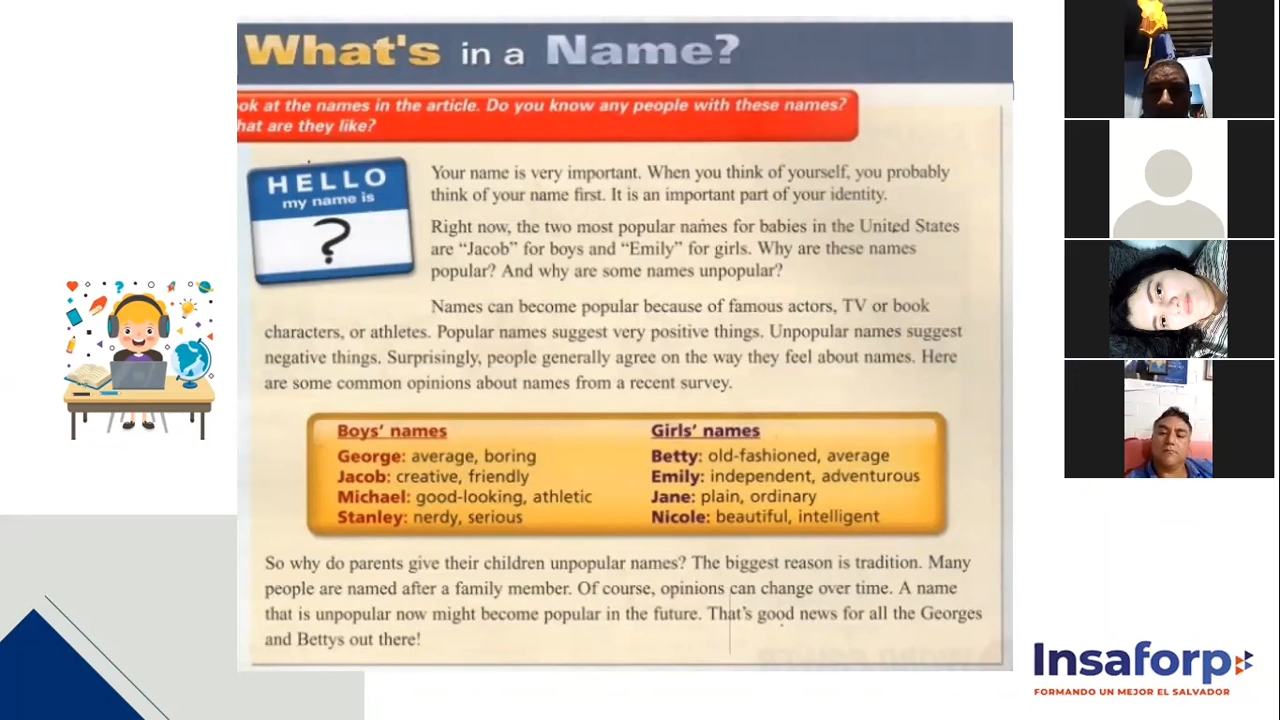 What's in a Name?
ok at the names in the article. Do you know any people with these names?
hat are they like?
HELLO
my name is
?
Your name is very important. When you think of yourself, you probably
think of your name first. It is an important part of your identity.
Right now, the two most popular names for babies in the United States
are “Jacob” for boys and “Emily” for girls. Why are these names
popular? And why are some names unpopular?
Names can become popular because of famous actors, TV or book
characters, or athletes. Popular names suggest very positive things. Unpopular names suggest
negative things. Surprisingly, people generally agree on the way they feel about names. Here
are some common opinions about names from a recent survey.
Boys’ names
George: average, boring
Jacob: creative, friendly
Michael: good-looking, athletic
Stanley: nerdy, serious
Girls’ names
Betty: old-fashioned, average
Emily: independent, adventurous
Jane: plain, ordinary
Nicole: beautiful, intelligent
So why do parents give their children unpopular names? The biggest reason is tradition. Many
people are named after a family member. Of course, opinions can change over time. A name
that is unpopular now might become popular in the future. That’s good news for all the Georges
and Bettys out there!
Insaforp
FORMANDO UN MEJOR EL SALVADOR